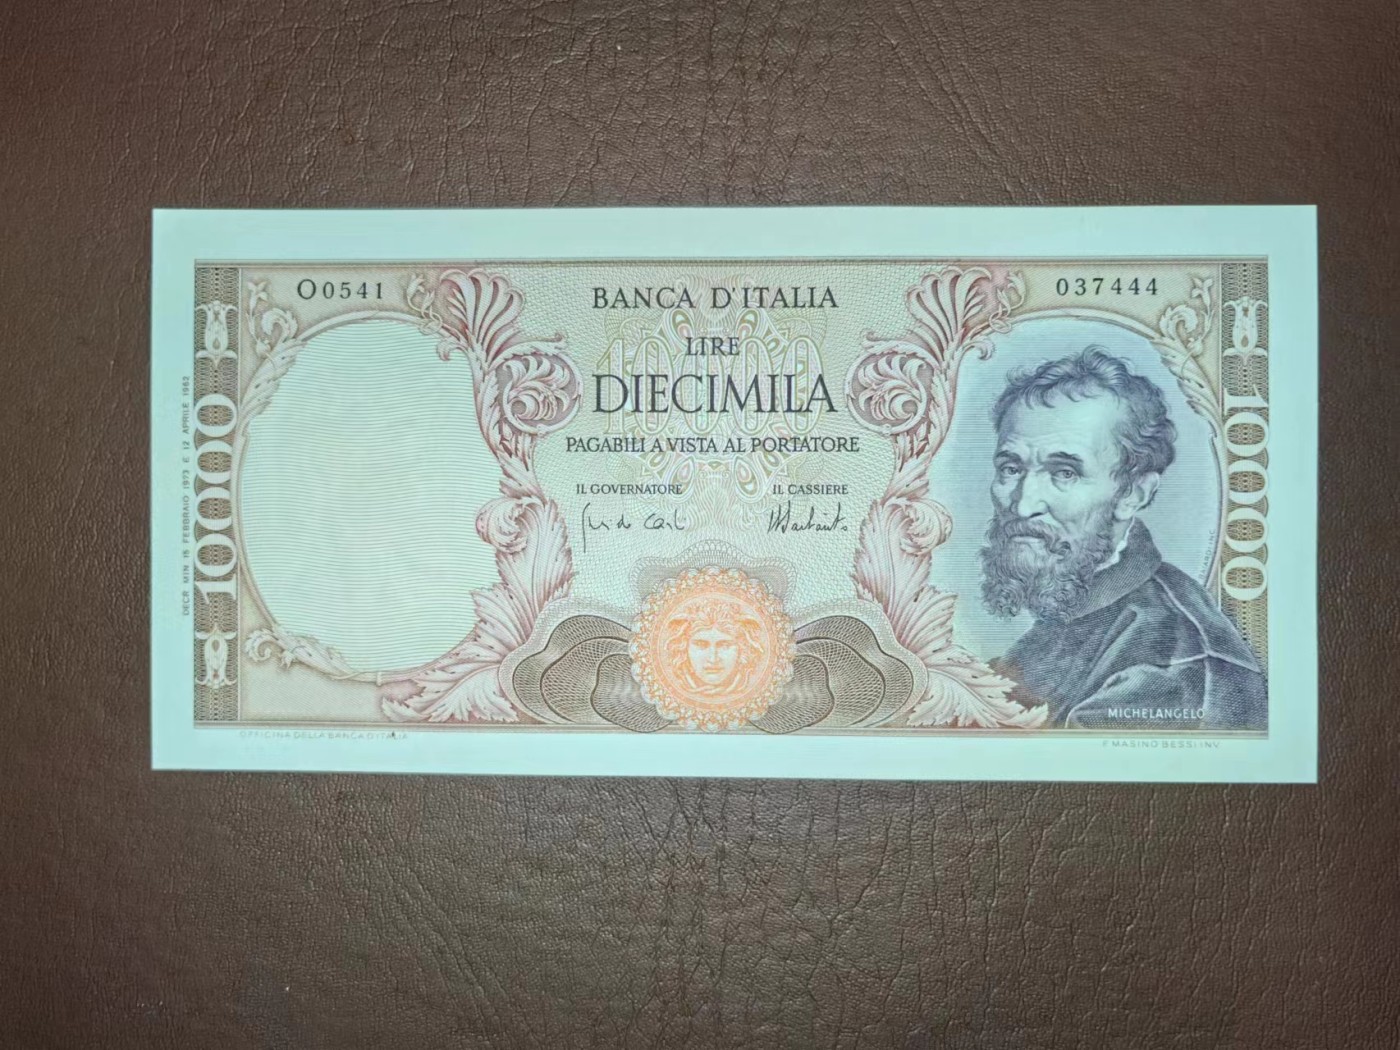 O0541
037444
BANCA D'ITALIA
LIRE
10000
DIECIMILA
PAGABILI A VISTA AL PORTATORE
IL GOVERNATORE
IL CASSIERE
10000
10000
DECR. MIN. 15 FEBBRAIO 1973 E 12 APRILE 1962
MICHELANGELO
OFFICINA DELLA BANCA D'ITALIA
F. MASINO BESSI INV.